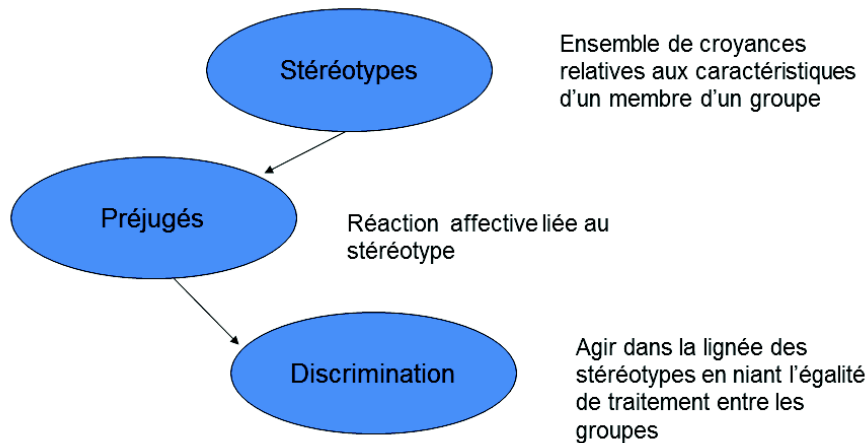 Stéréotypes
Ensemble de croyances
relatives aux caractéristiques
d'un membre d'un groupe
Préjugés
Réaction affective liée au
stéréotype
Discrimination
Agir dans la lignée des
stéréotypes en niant l'égalité
de traitement entre les
groupes